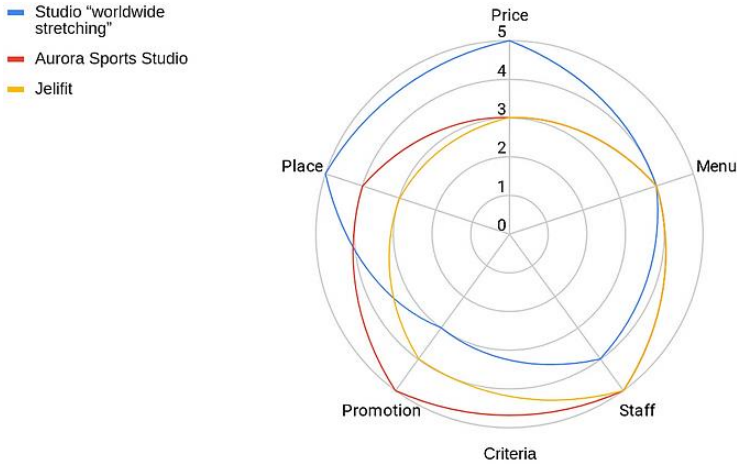 Studio “worldwide
stretching”
Aurora Sports Studio
Jelifit
Price
5
4
3
2
1
0
Place
Menu
Promotion
Staff
Criteria